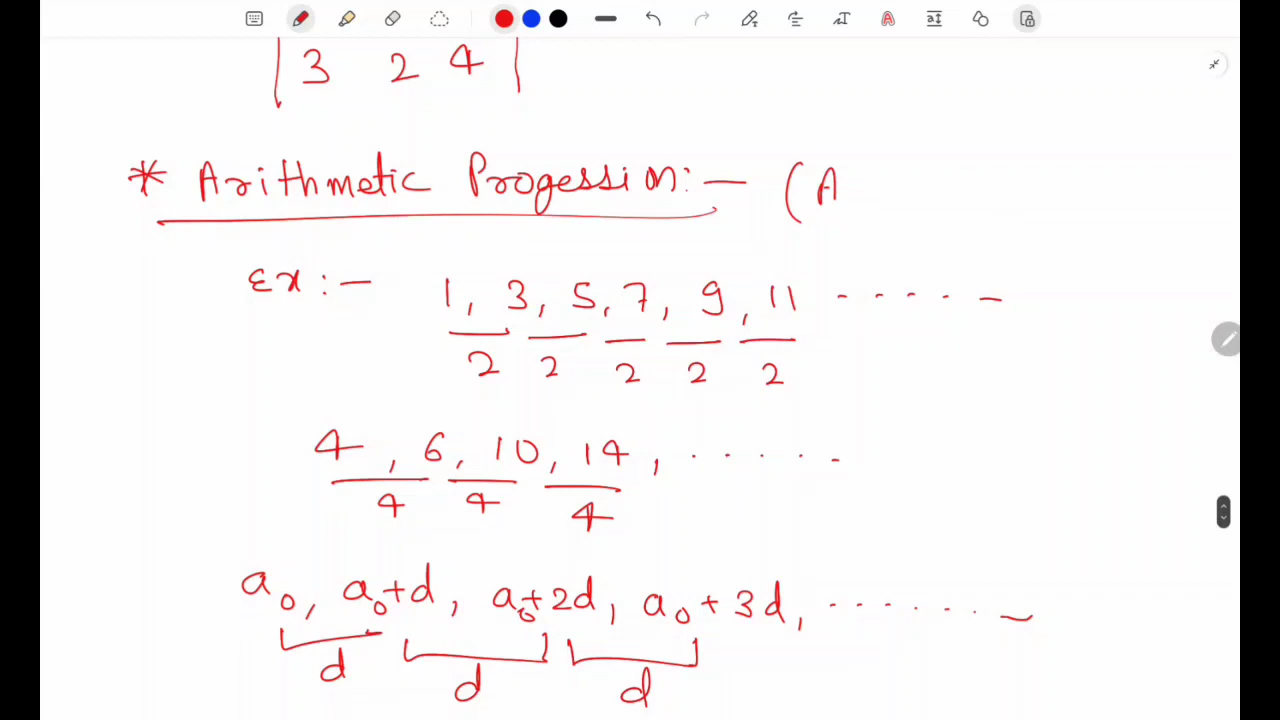 | 3 2 4 |
* Arithmetic Progession:- (A
Ex:- 1, 3, 5, 7, 9, 11 ..... -
2 2 2 2 2
4, 6, 10, 14, .....
4 4 4
a₀, a₀+d, a₀+2d, a₀+3d, .......
d d d